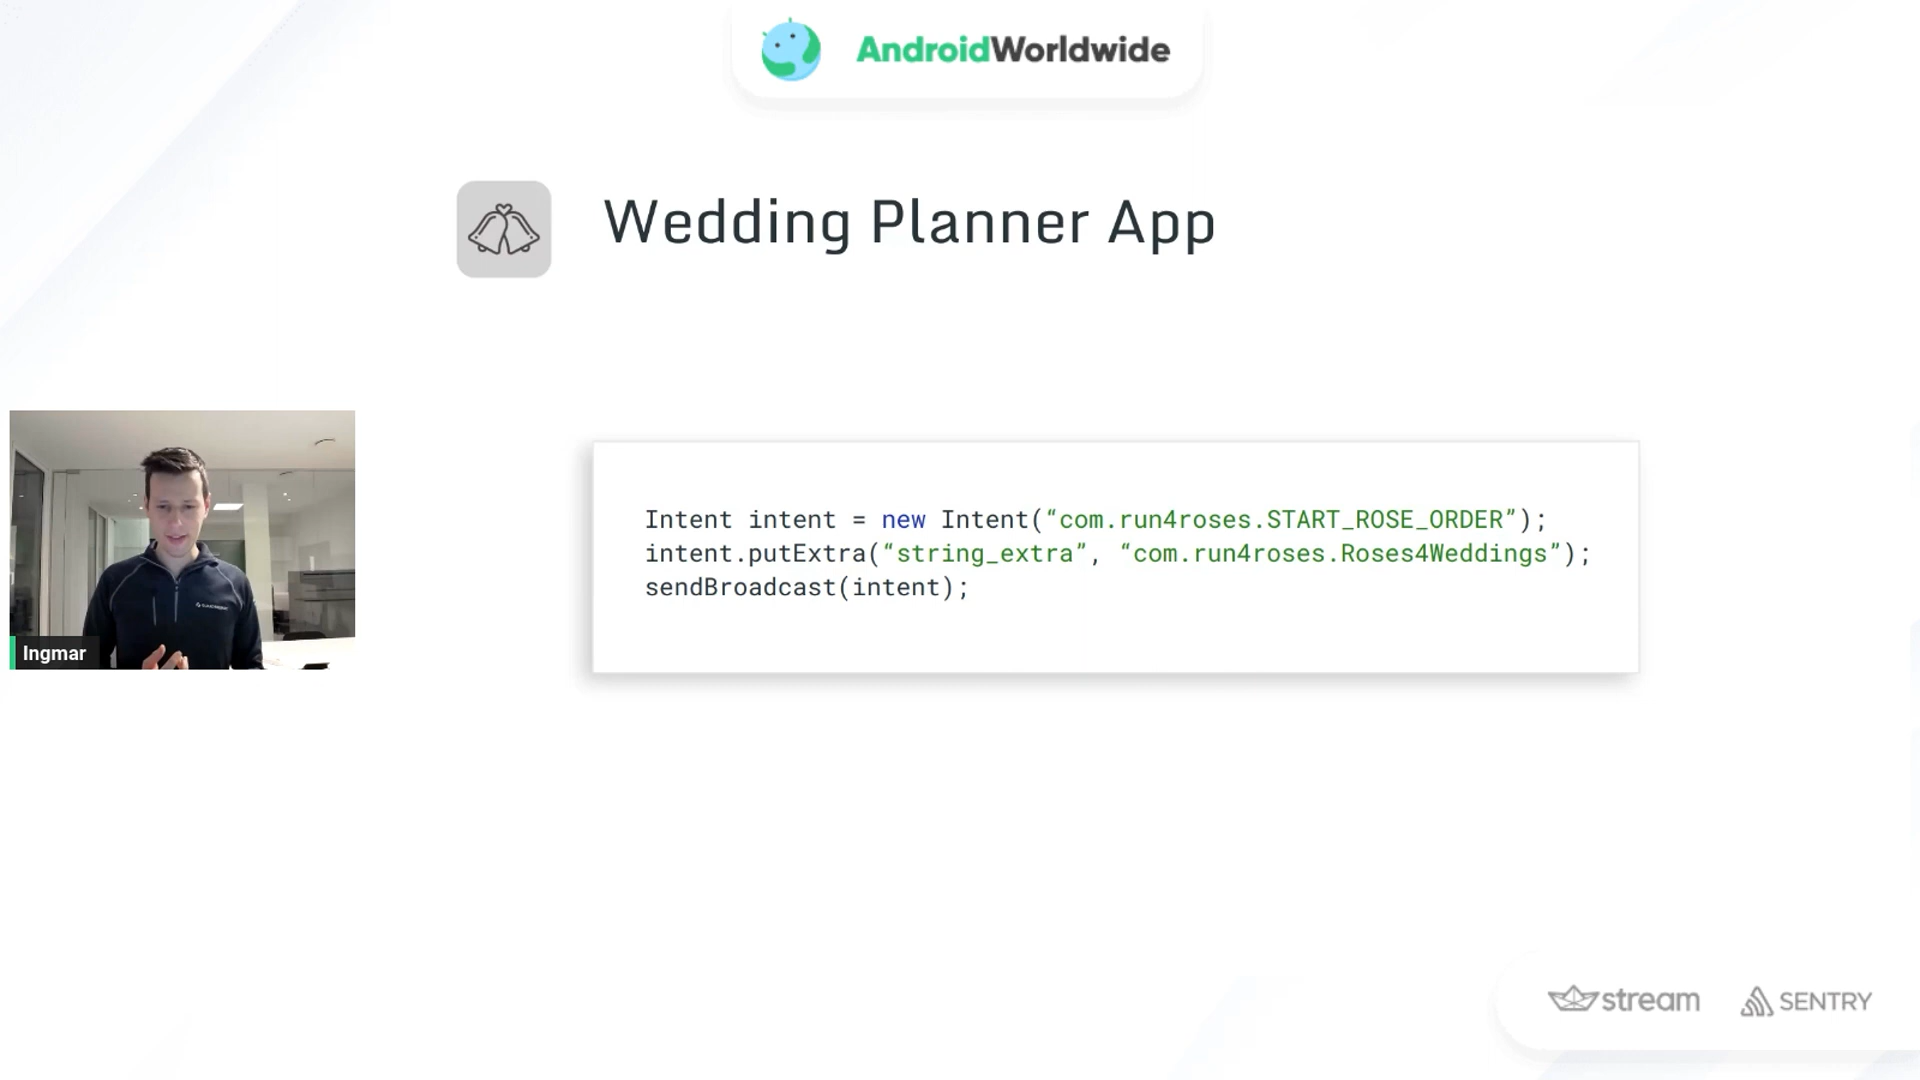 AndroidWorldwide
Wedding Planner App
Intent intent = new Intent(“com.run4roses.START_ROSE_ORDER”);
intent.putExtra(“string_extra”, “com.run4roses.Roses4Weddings”);
sendBroadcast(intent);
Ingmar
stream
SENTRY